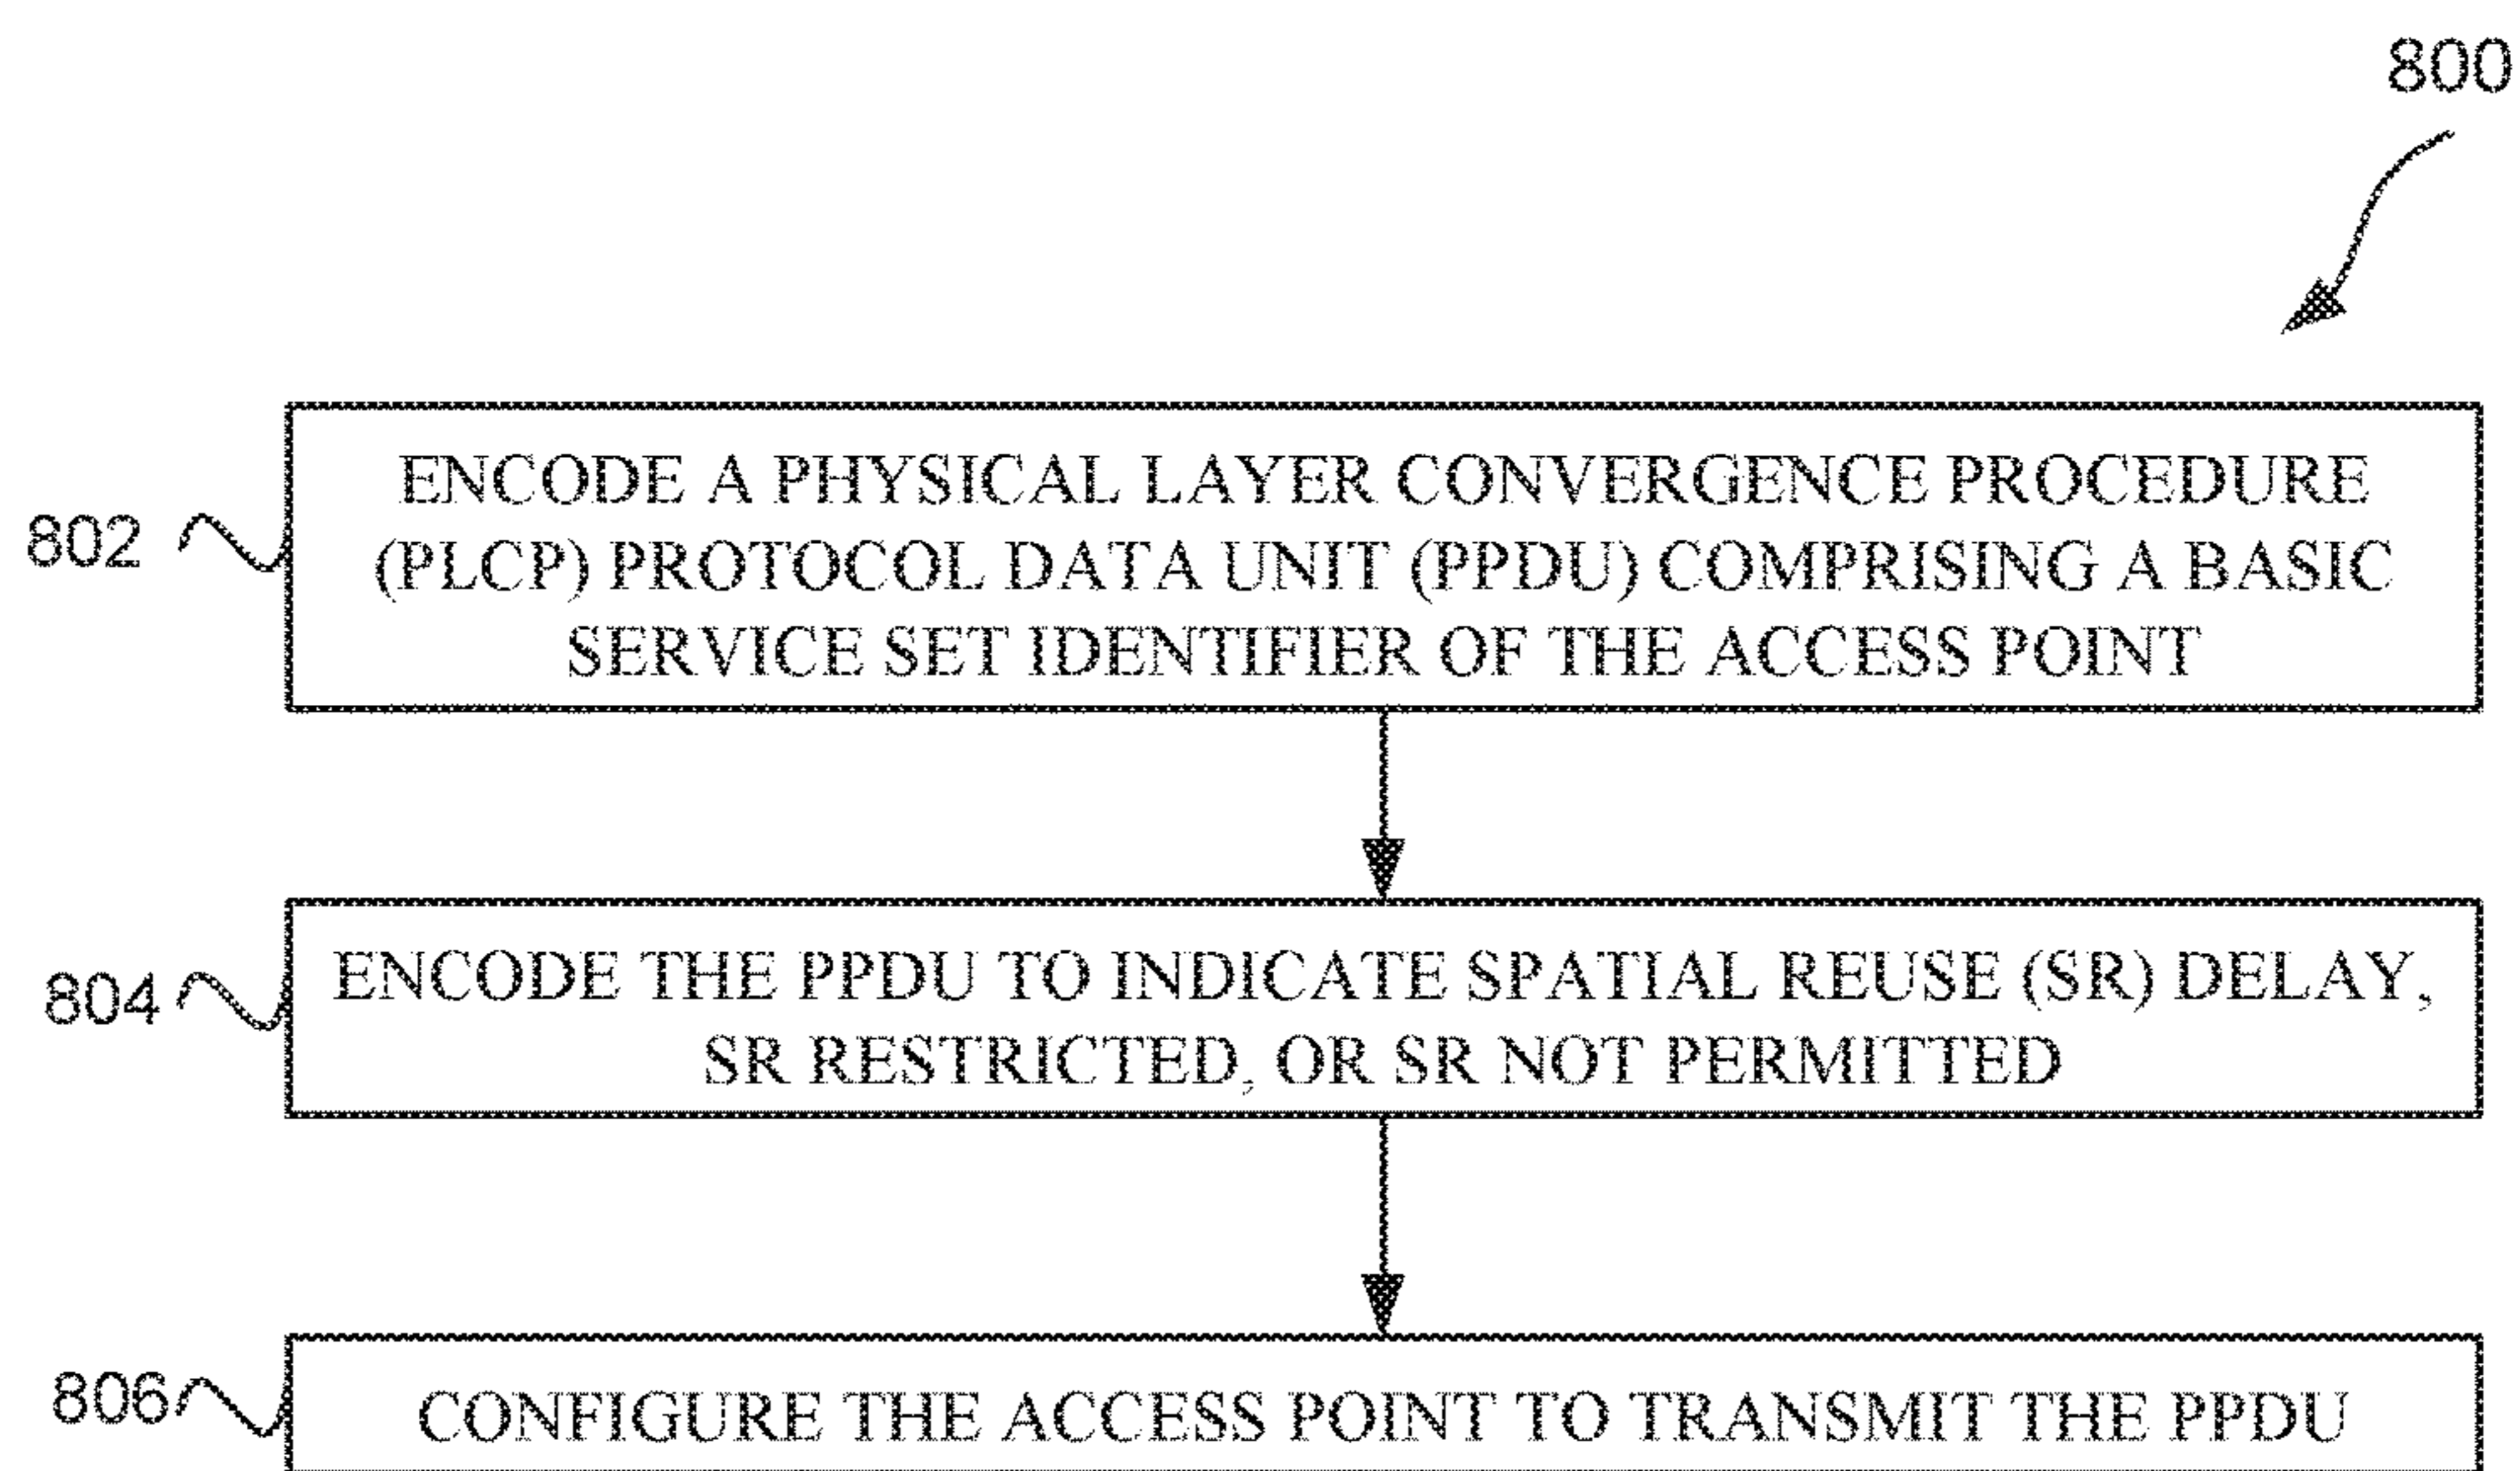 800
802
ENCODE A PHYSICAL LAYER CONVERGENCE PROCEDURE
(PLCP) PROTOCOL DATA UNIT (PPDU) COMPRISING A BASIC
SERVICE SET IDENTIFIER OF THE ACCESS POINT
804
ENCODE THE PPDU TO INDICATE SPATIAL REUSE (SR) DELAY,
SR RESTRICTED, OR SR NOT PERMITTED
806
CONFIGURE THE ACCESS POINT TO TRANSMIT THE PPDU